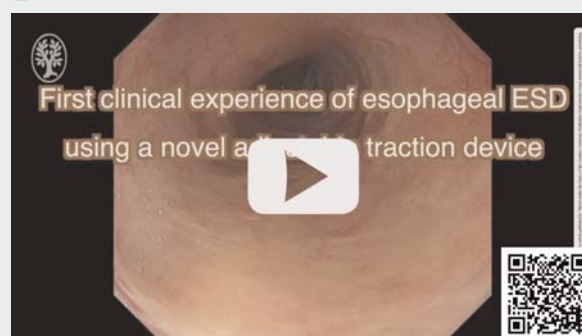 First clinical experience of esophageal ESD
using a novel traction device